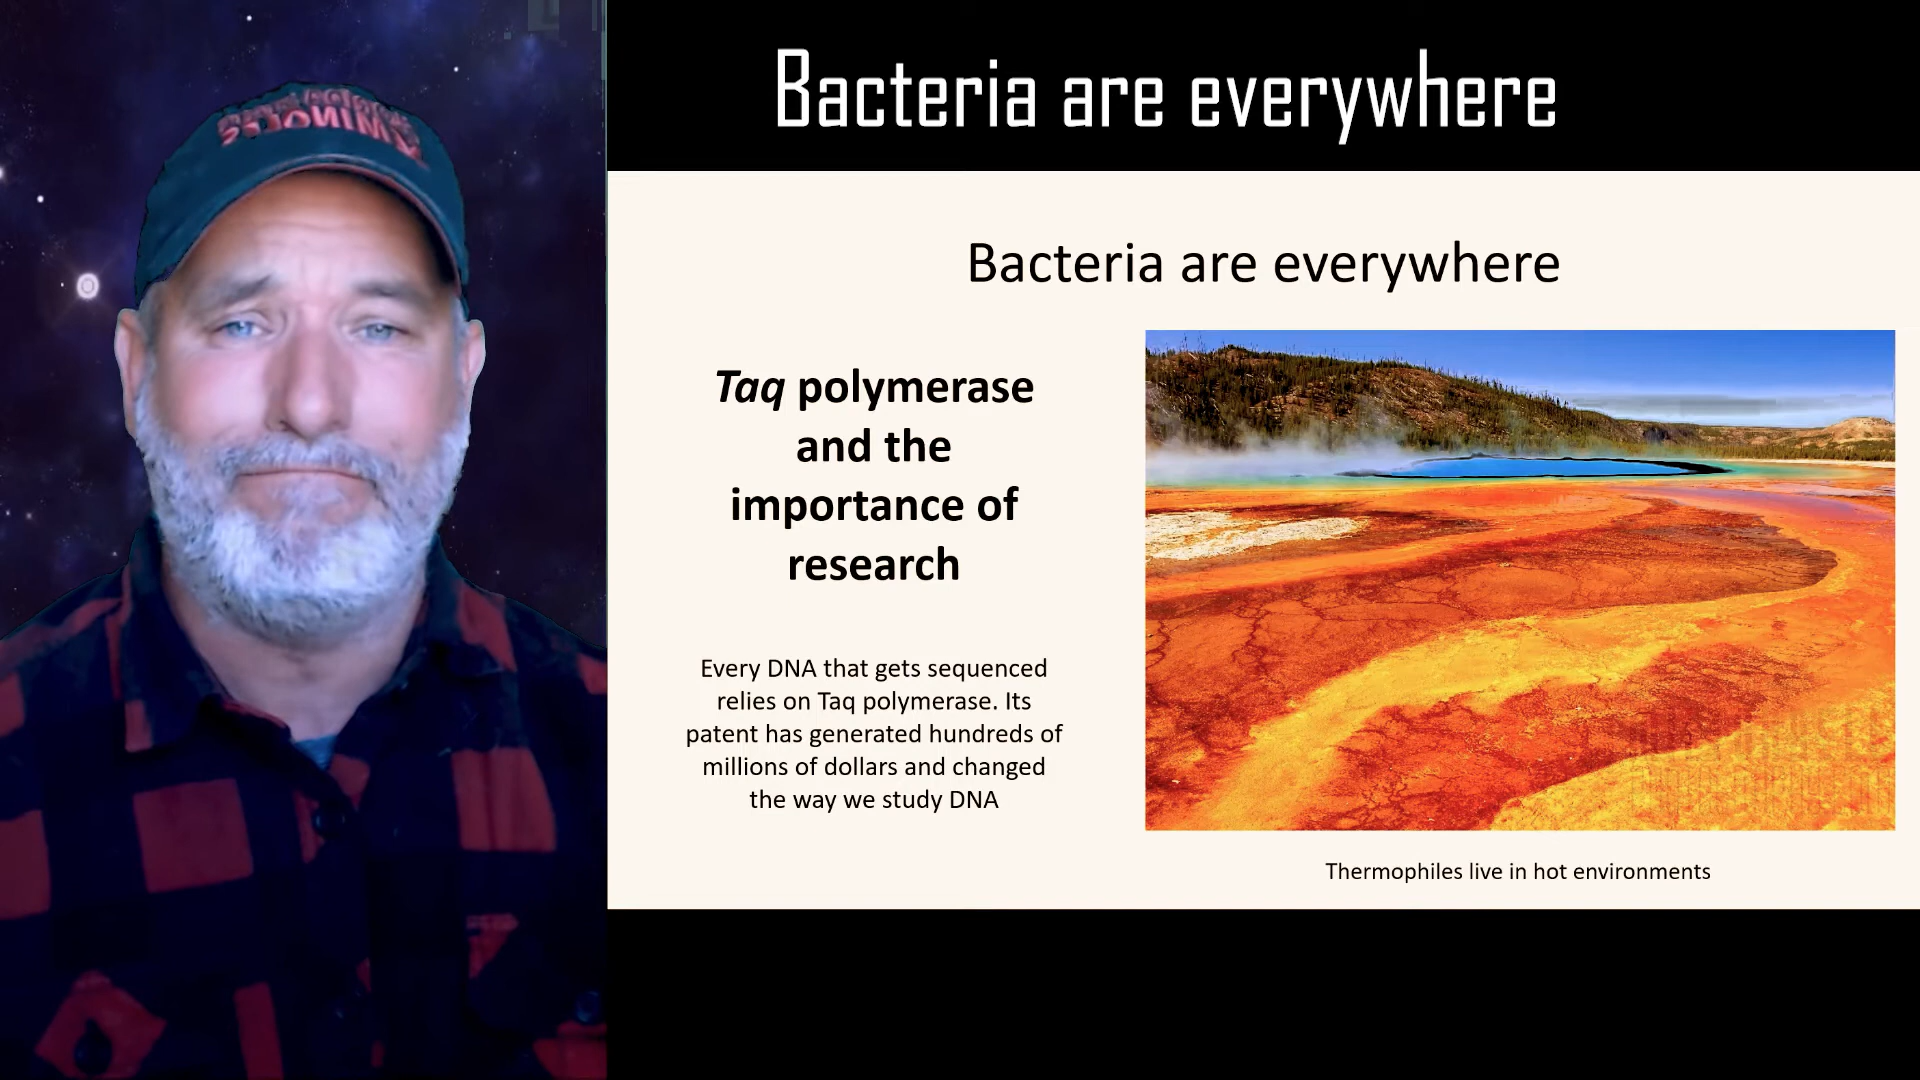 Bacteria are everywhere
Bacteria are everywhere
Taq polymerase
and the
importance of
research
Every DNA that gets sequenced
relies on Taq polymerase. Its
patent has generated hundreds of
millions of dollars and changed
the way we study DNA
Thermophiles live in hot environments